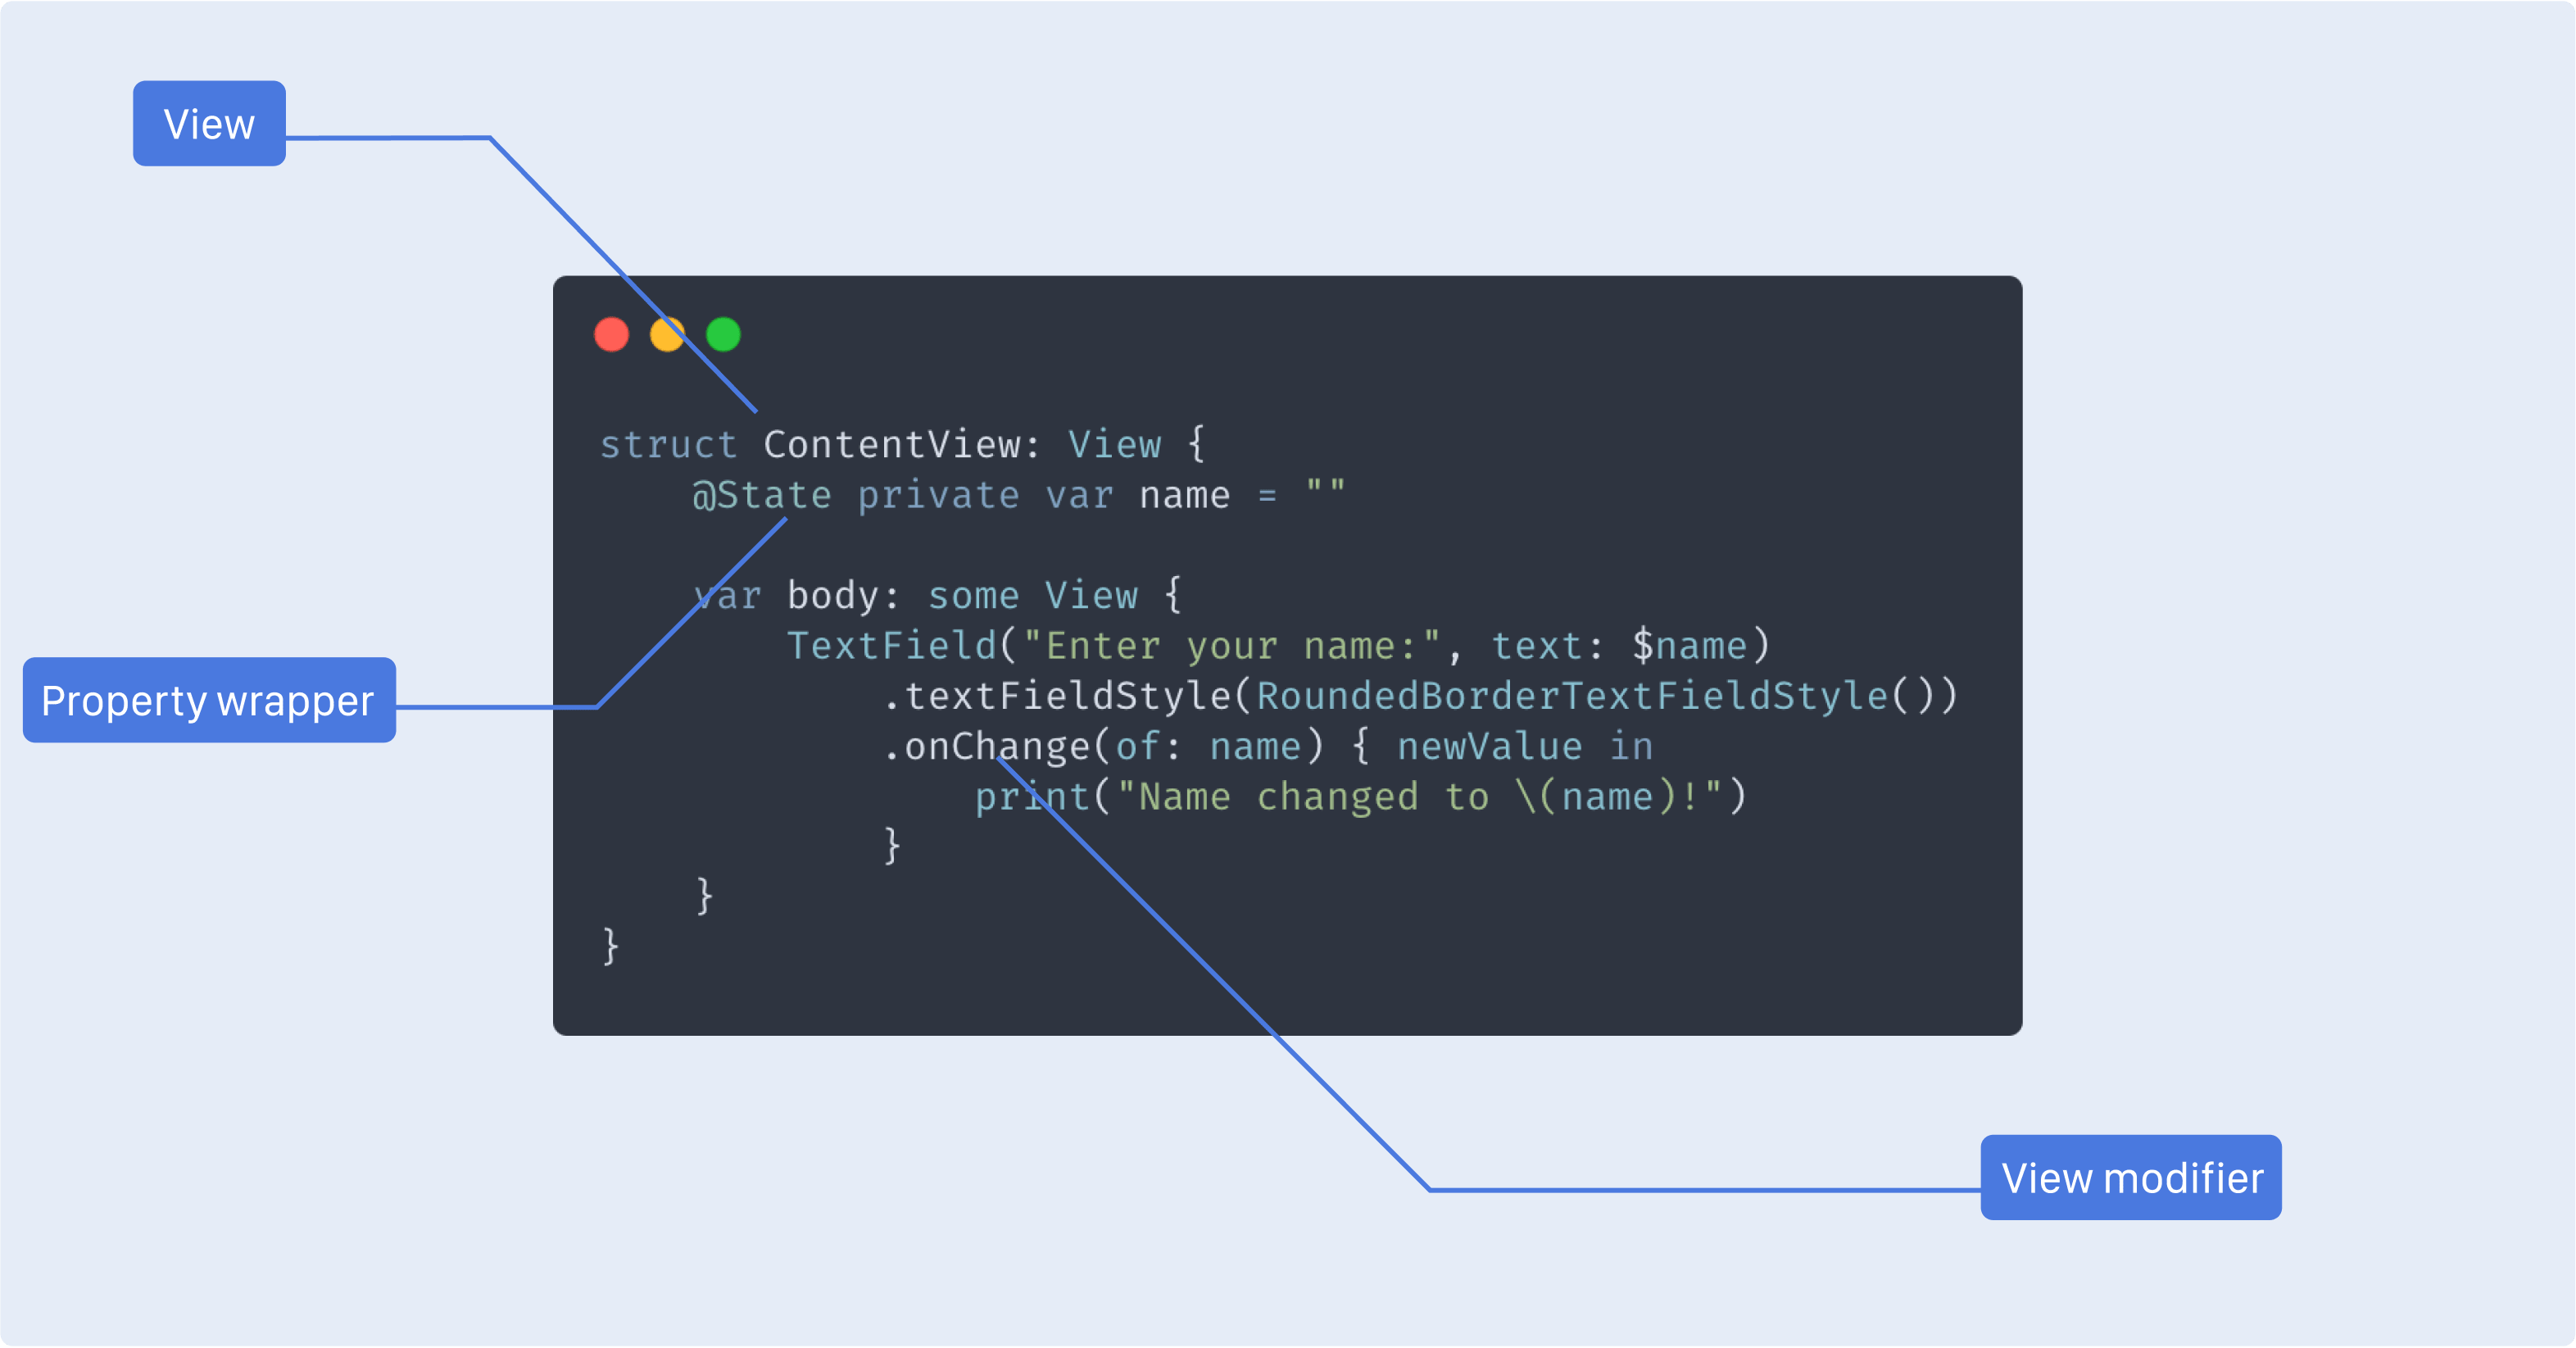 View
struct ContentView: View {
    @State private var name = ""
    var body: some View {
        TextField("Enter your name:", text: $name)
            .textFieldStyle(RoundedBorderTextFieldStyle())
            .onChange(of: name) { newValue in
                print("Name changed to \(name)!")
            }
    }
}
Property wrapper
View modifier